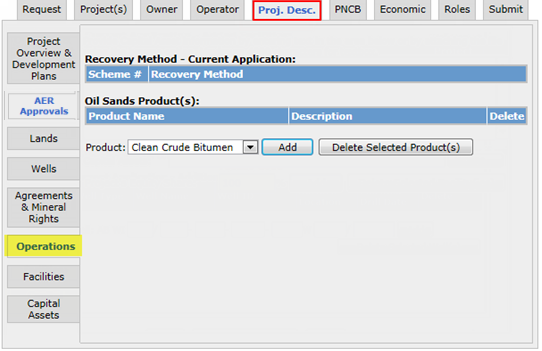 Request Project(s) Owner Operator Proj. Desc. PNCB Economic Roles Submit
Project
Overview &
Development
Plans
AER
Approvals
Lands
Wells
Agreements
& Mineral
Rights
Operations
Facilities
Capital
Assets
Recovery Method - Current Application:
Scheme # Recovery Method
Oil Sands Product(s):
Product Name Description Delete
Product: Clean Crude Bitumen Add Delete Selected Product(s)